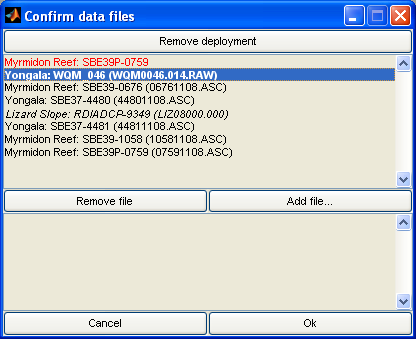 Confirm data files
Remove deployment
Myrmidon Reef: SBE39P-0759
Yongala: WQM_046 (WQM0046.014.RAW)
Myrmidon Reef: SBE39-0676 (06761108.ASC)
Yongala: SBE37-4480 (44801108.ASC)
Lizard Slope: RDIADCP-9349 (LIZ08000.000)
Yongala: SBE37-4481 (44811108.ASC)
Myrmidon Reef: SBE39-1058 (10581108.ASC)
Myrmidon Reef: SBE39P-0759 (07591108.ASC)
Remove file
Add file...
Cancel
Ok